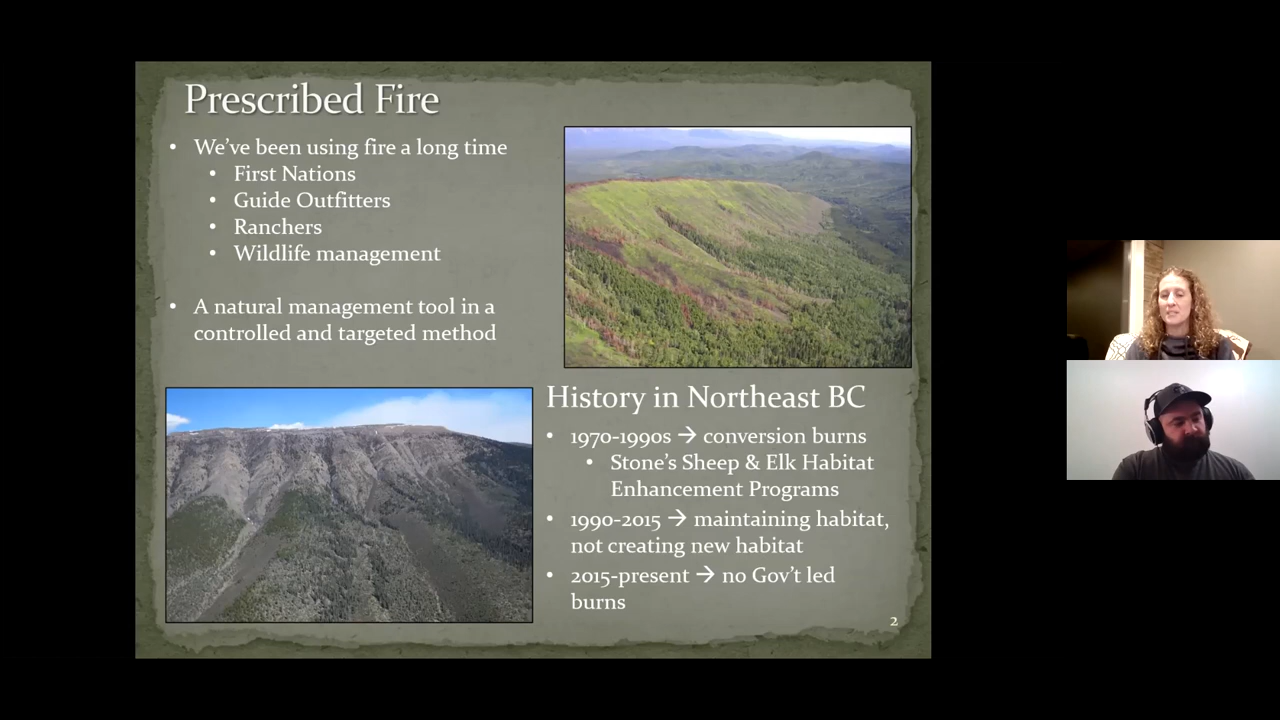 Prescribed Fire
• We've been using fire a long time
• First Nations
• Guide Outfitters
• Ranchers
• Wildlife management
• A natural management tool in a
controlled and targeted method
History in Northeast BC
• 1970-1990s → conversion burns
• Stone's Sheep & Elk Habitat
Enhancement Programs
• 1990-2015 → maintaining habitat,
not creating new habitat
• 2015-present → no Gov't led
burns
2